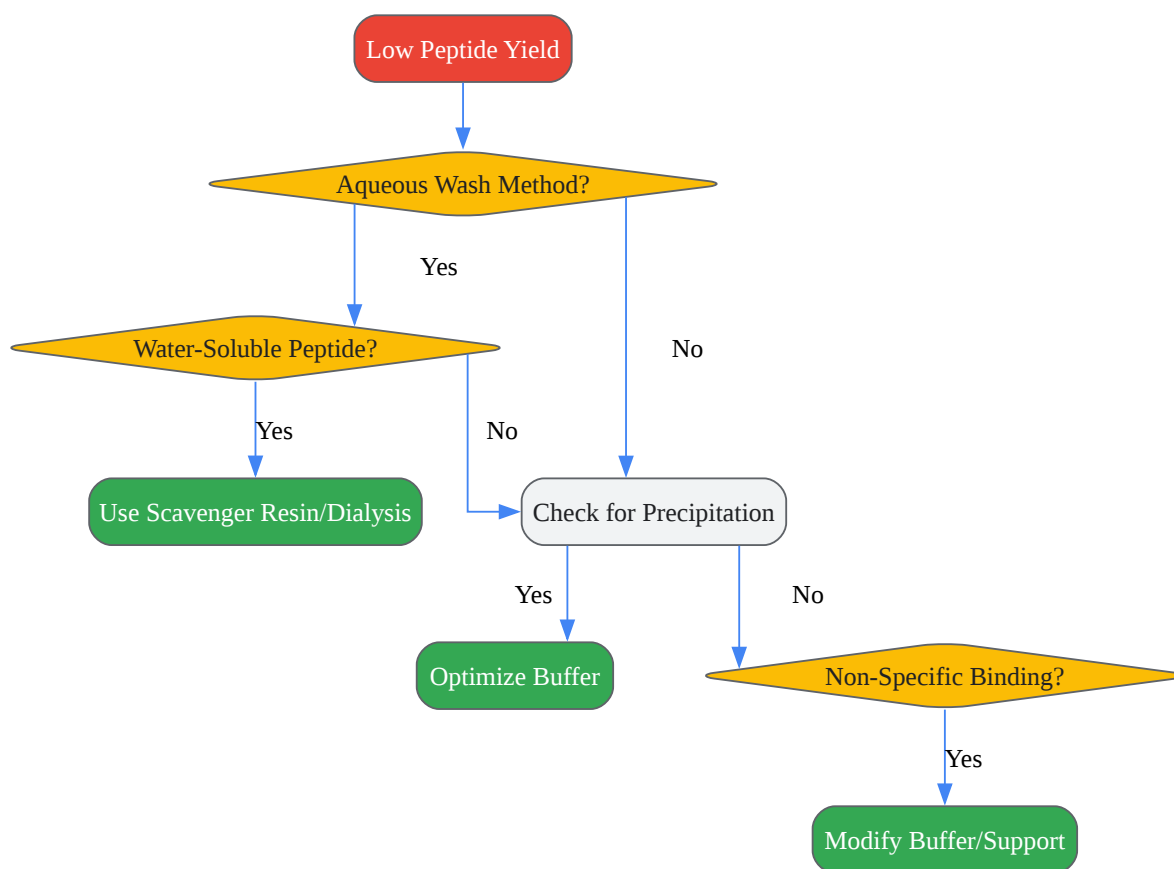 Low Peptide Yield
Aqueous Wash Method?
Yes
Water-Soluble Peptide?
No
Yes
No
Use Scavenger Resin/Dialysis
Check for Precipitation
Yes
No
Optimize Buffer
Non-Specific Binding?
Yes
Modify Buffer/Support